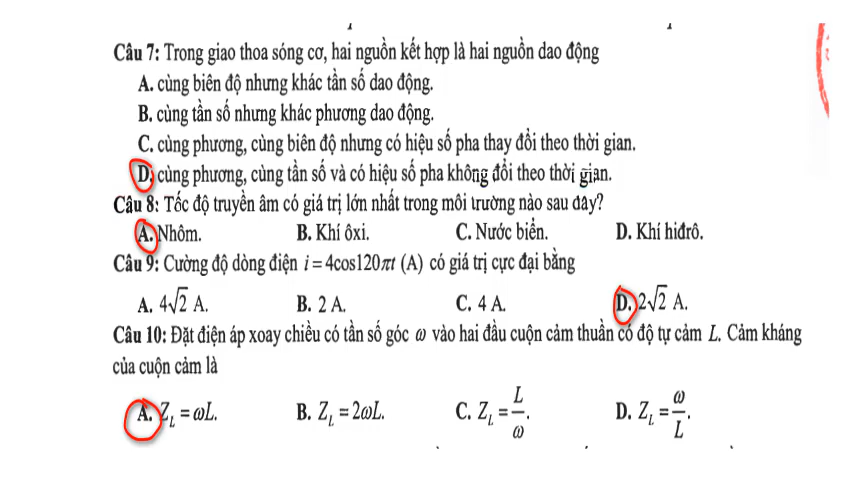 Câu 7: Trong giao thoa sóng cơ, hai nguồn kết hợp là hai nguồn dao động
A. cùng biên độ nhưng khác tần số dao động.
B. cùng tần số nhưng khác phương dao động.
C. cùng phương, cùng biên độ nhưng có hiệu số pha thay đổi theo thời gian.
D. cùng phương, cùng tần số và có hiệu số pha không đổi theo thời gian.
Câu 8: Tốc độ truyền âm có giá trị lớn nhất trong môi trường nào sau đây?
A. Nhôm. B. Khí ôxi. C. Nước biển. D. Khí hiđrô.
Câu 9: Cường độ dòng điện i = 4cos120πt (A) có giá trị cực đại bằng
A. 4√2 A. B. 2 A. C. 4 A. D. 2√2 A.
Câu 10: Đặt điện áp xoay chiều có tần số góc ω vào hai đầu cuộn cảm thuần có độ tự cảm L. Cảm kháng
của cuộn cảm là
A. Z_L = ωL. B. Z_L = 2ωL. C. Z_L = L/ω. D. Z_L = ω/L.